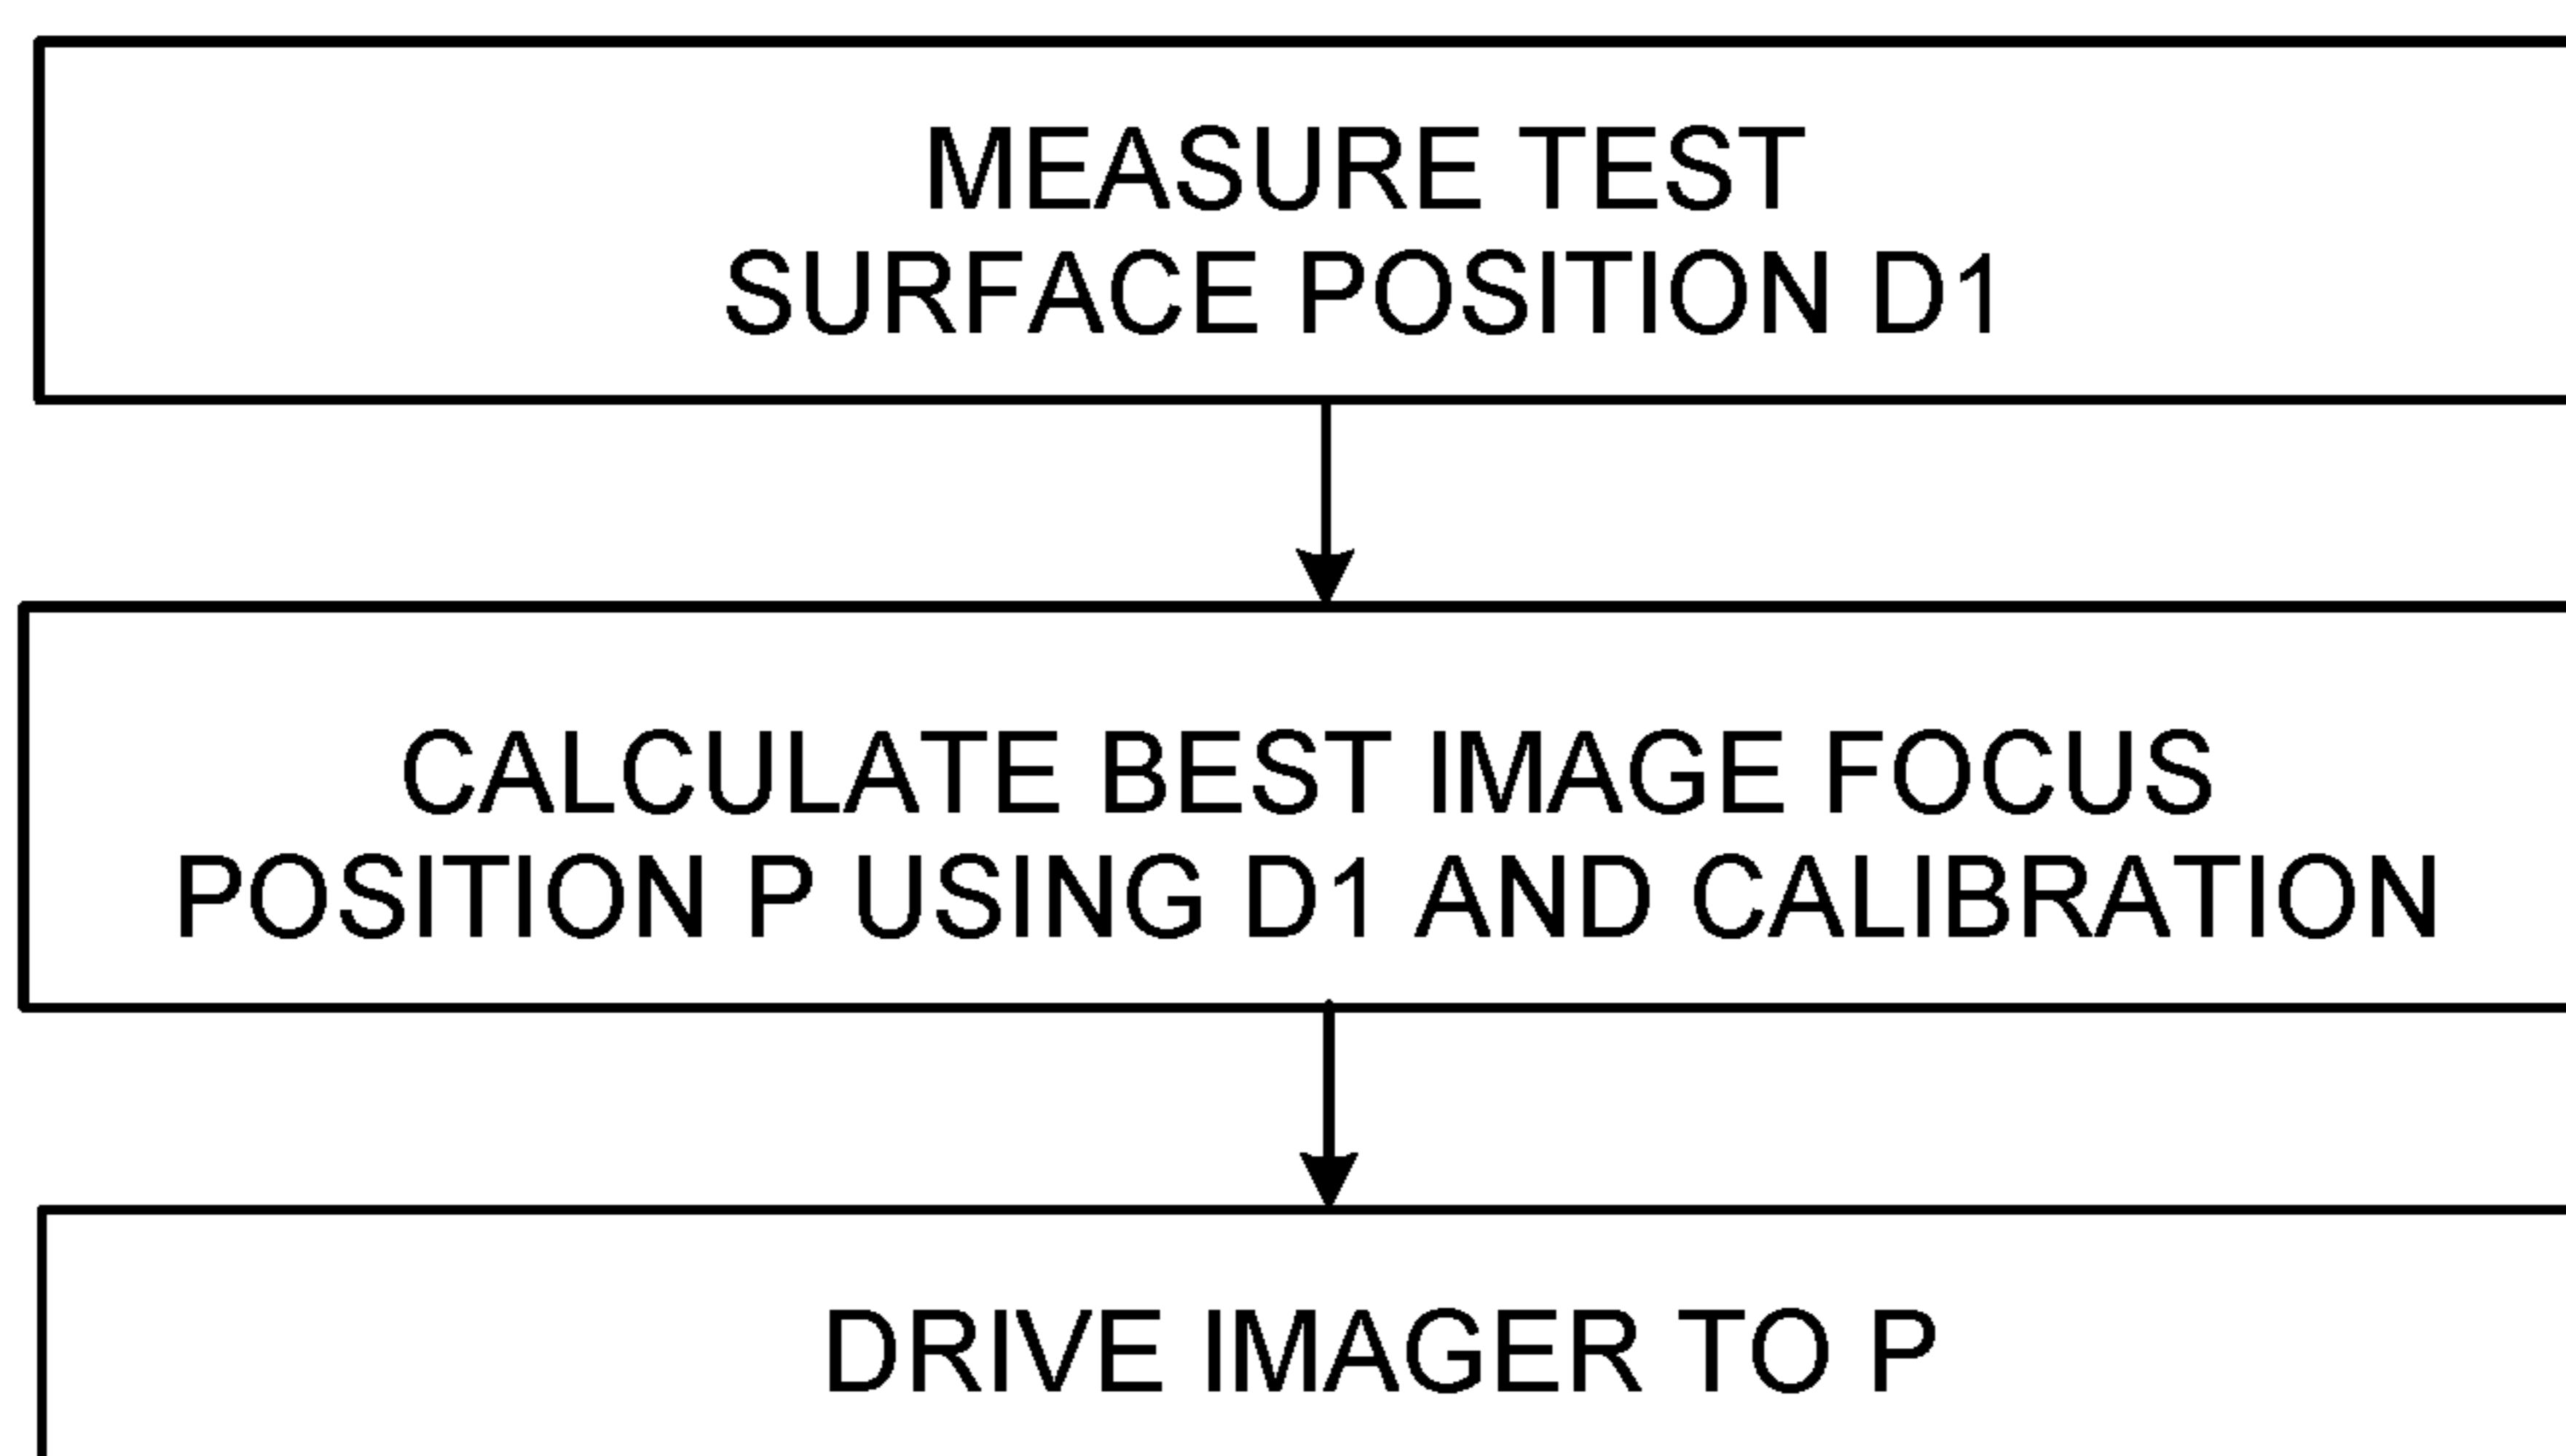 MEASURE TEST
SURFACE POSITION D1
CALCULATE BEST IMAGE FOCUS
POSITION P USING D1 AND CALIBRATION
DRIVE IMAGER TO P